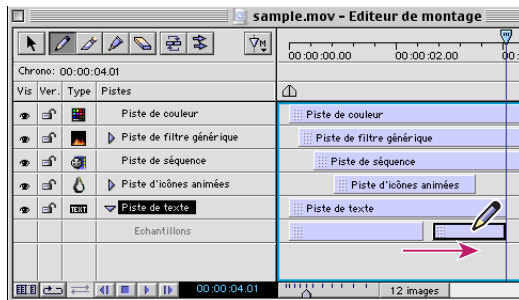 sample.mov – Editeur de montage
00:00:00.00 00:00:02.00 00:
Chrono: 00:00:04.01
Vis Ver. Type Pistes
Piste de couleur Piste de couleur
Piste de filtre générique Piste de filtre générique
Piste de séquence Piste de séquence
Piste d'icônes animées Piste d'icônes animées
TEXT Piste de texte Piste de texte
Echantillons
00:00:04.01 12 images